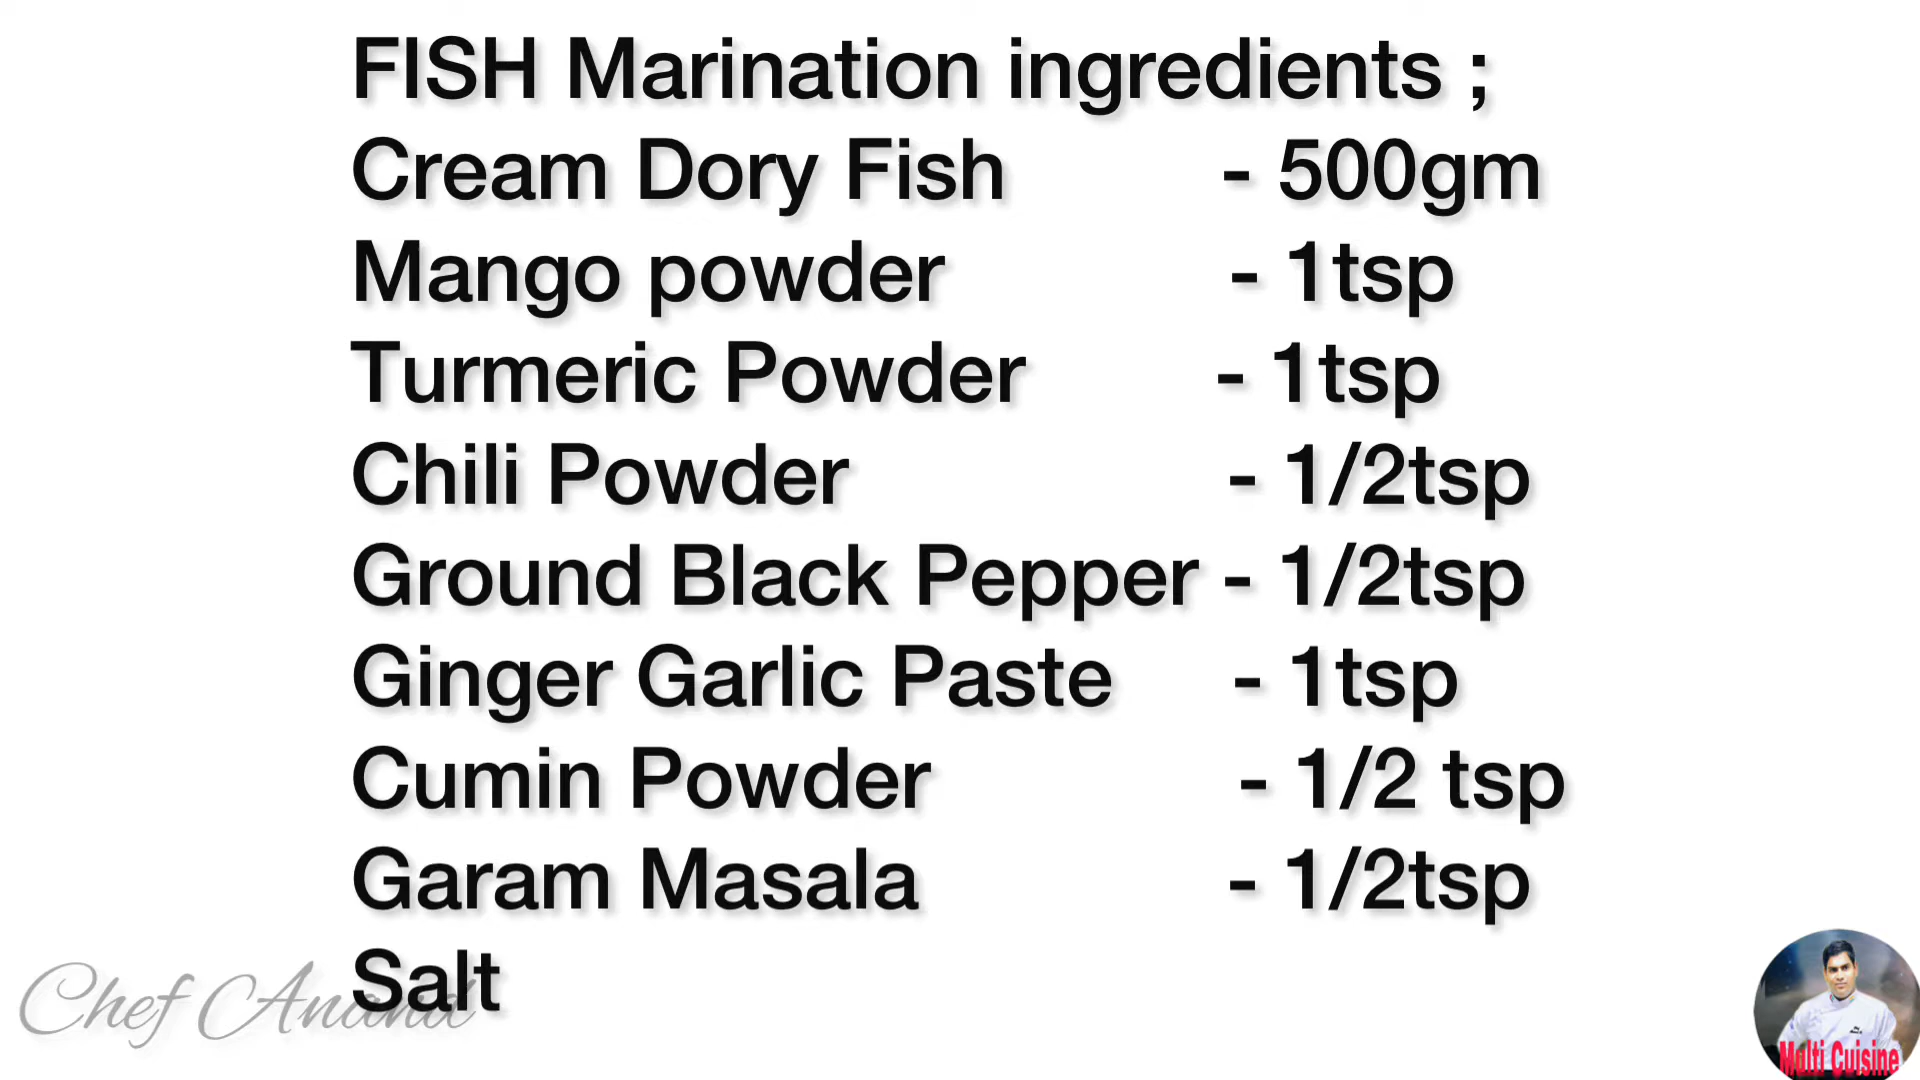 FISH Marination ingredients ;
Cream Dory Fish - 500gm
Mango powder - 1tsp
Turmeric Powder - 1tsp
Chili Powder - 1/2tsp
Ground Black Pepper - 1/2tsp
Ginger Garlic Paste - 1tsp
Cumin Powder - 1/2 tsp
Garam Masala - 1/2tsp
Salt
Chef Anand
Multi Cuisine